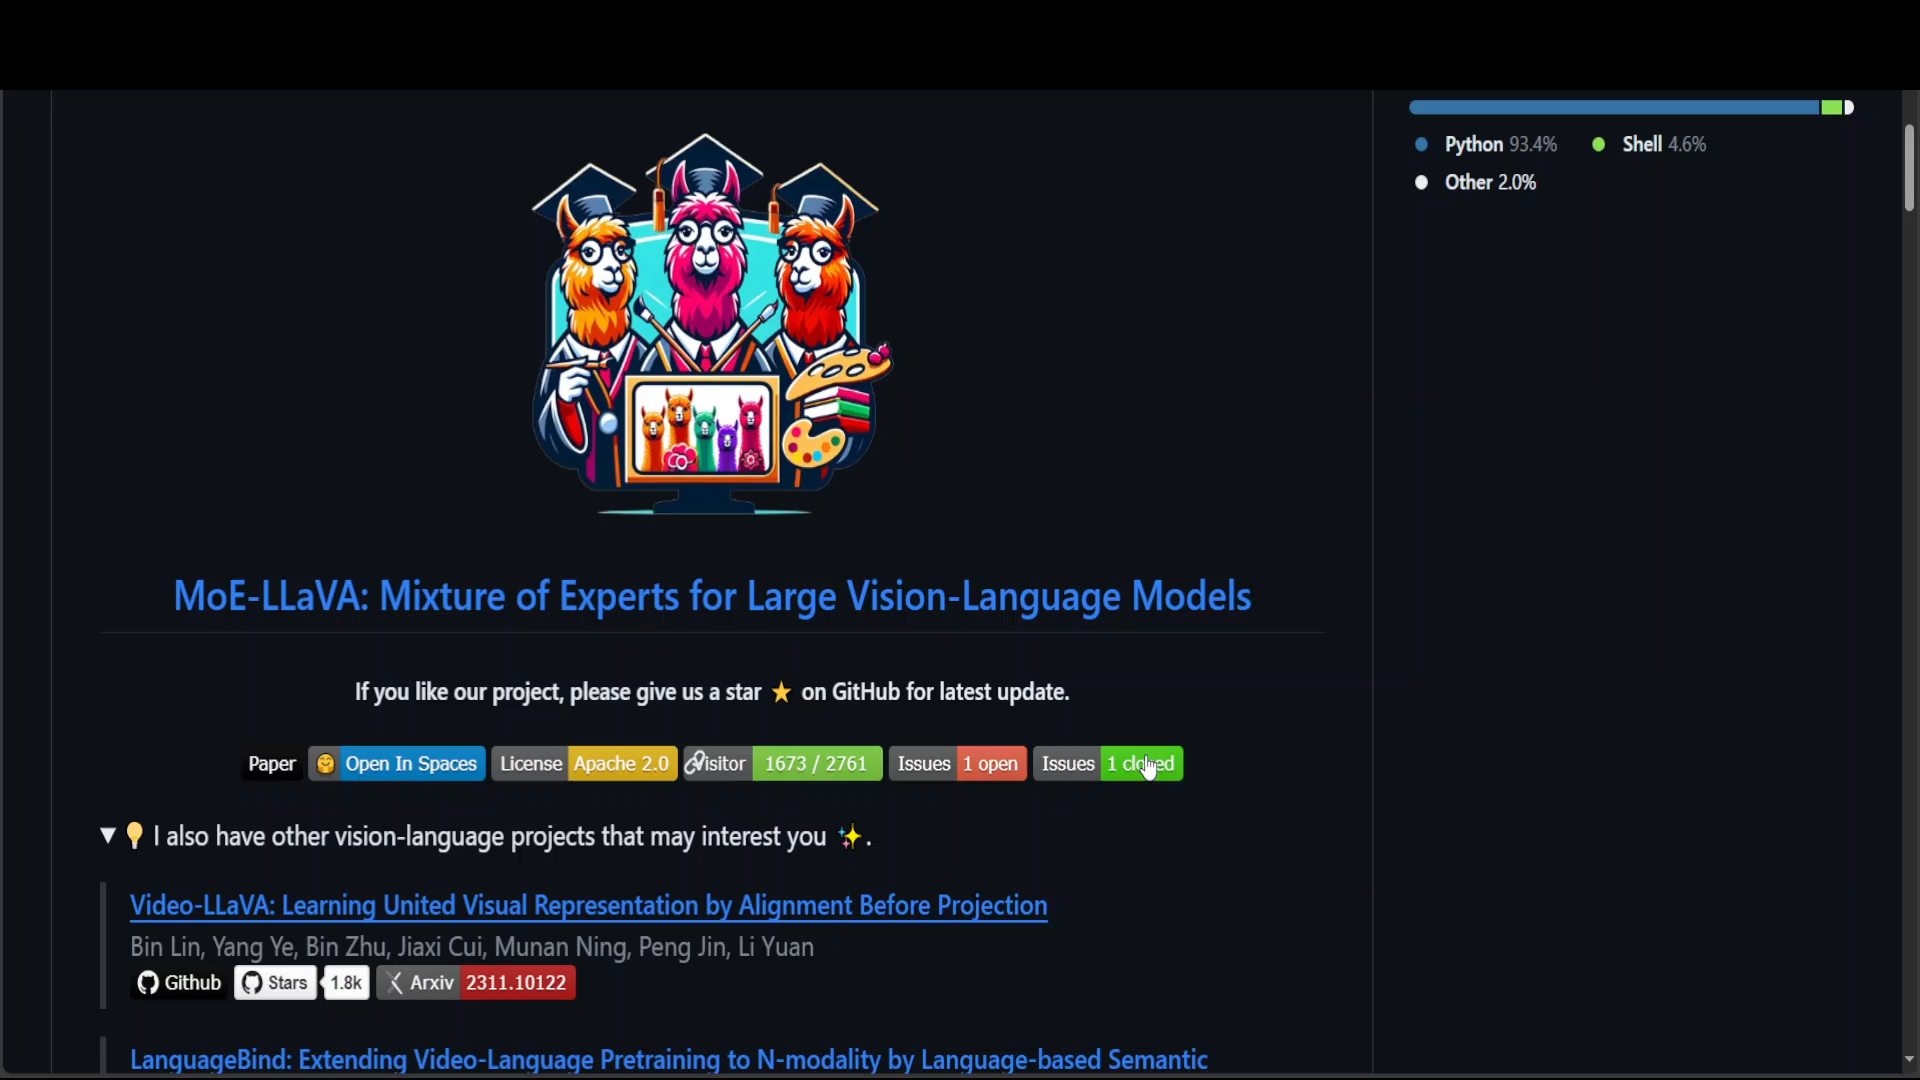 Python 93.4% Shell 4.6%
Other 2.0%
MoE-LLaVA: Mixture of Experts for Large Vision-Language Models
If you like our project, please give us a star ⭐ on GitHub for latest update.
Paper 🤗 Open In Spaces License Apache 2.0 Visitor 1673 / 2761 Issues 1 open Issues 1 closed
▼ 💡 I also have other vision-language projects that may interest you ✨.
Video-LLaVA: Learning United Visual Representation by Alignment Before Projection
Bin Lin, Yang Ye, Bin Zhu, Jiaxi Cui, Munan Ning, Peng Jin, Li Yuan
Github Stars 1.8k Arxiv 2311.10122
LanguageBind: Extending Video-Language Pretraining to N-modality by Language-based Semantic